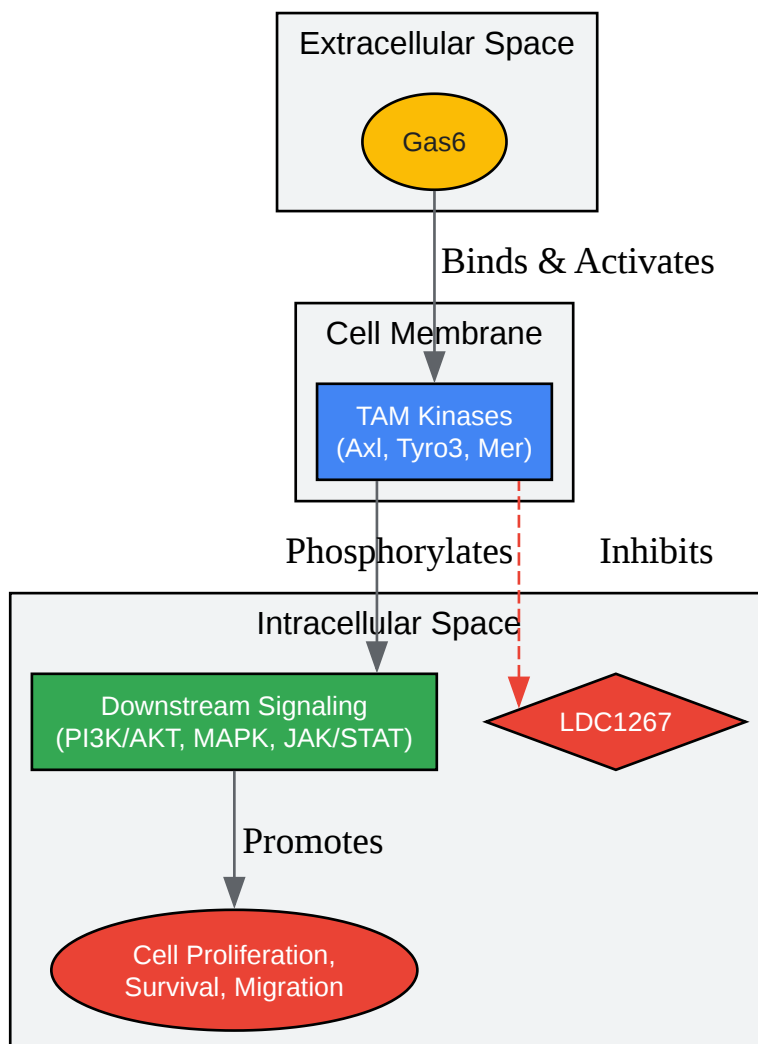 Extracellular Space
Gas6
Binds & Activates
Cell Membrane
TAM Kinases
(Axl, Tyro3, Mer)
Phosphorylates
Inhibits
Intracellular Space
Downstream Signaling
(PI3K/AKT, MAPK, JAK/STAT)
LDC1267
Promotes
Cell Proliferation,
Survival, Migration